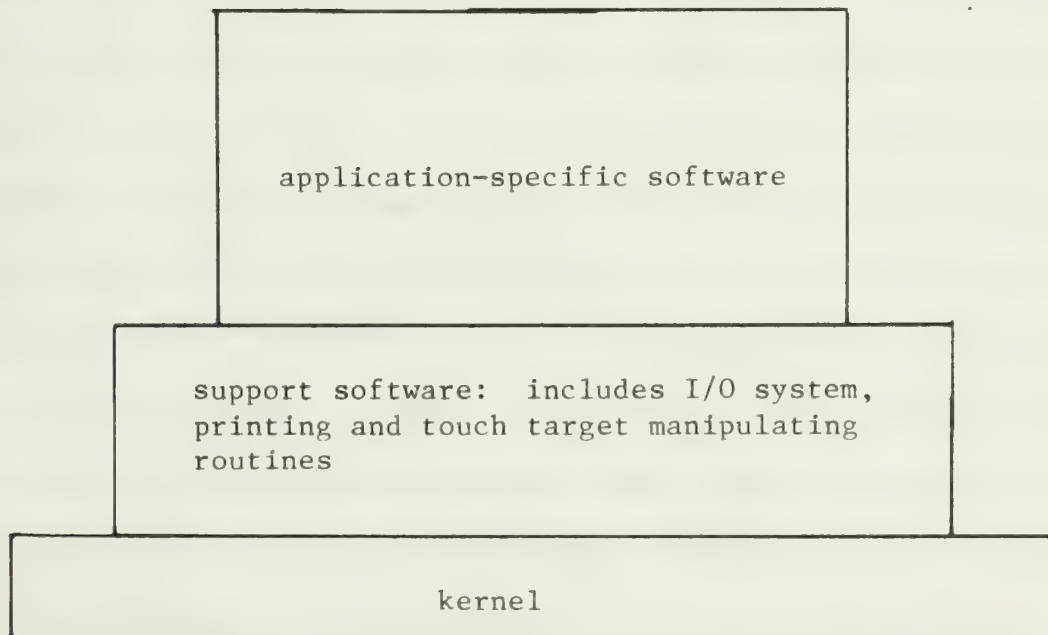 application-specific software
support software: includes I/O system,
printing and touch target manipulating
routines
kernel